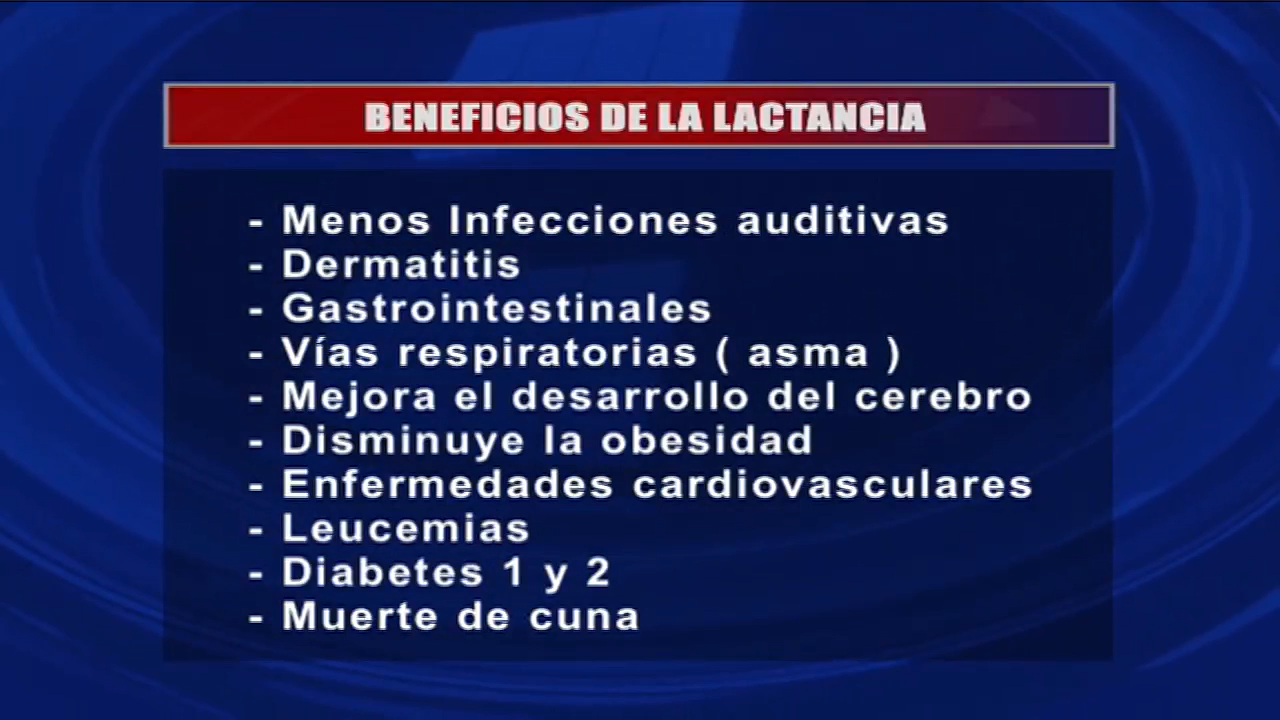 BENEFICIOS DE LA LACTANCIA
- Menos Infecciones auditivas
- Dermatitis
- Gastrointestinales
- Vías respiratorias ( asma )
- Mejora el desarrollo del cerebro
- Disminuye la obesidad
- Enfermedades cardiovasculares
- Leucemias
- Diabetes 1 y 2
- Muerte de cuna